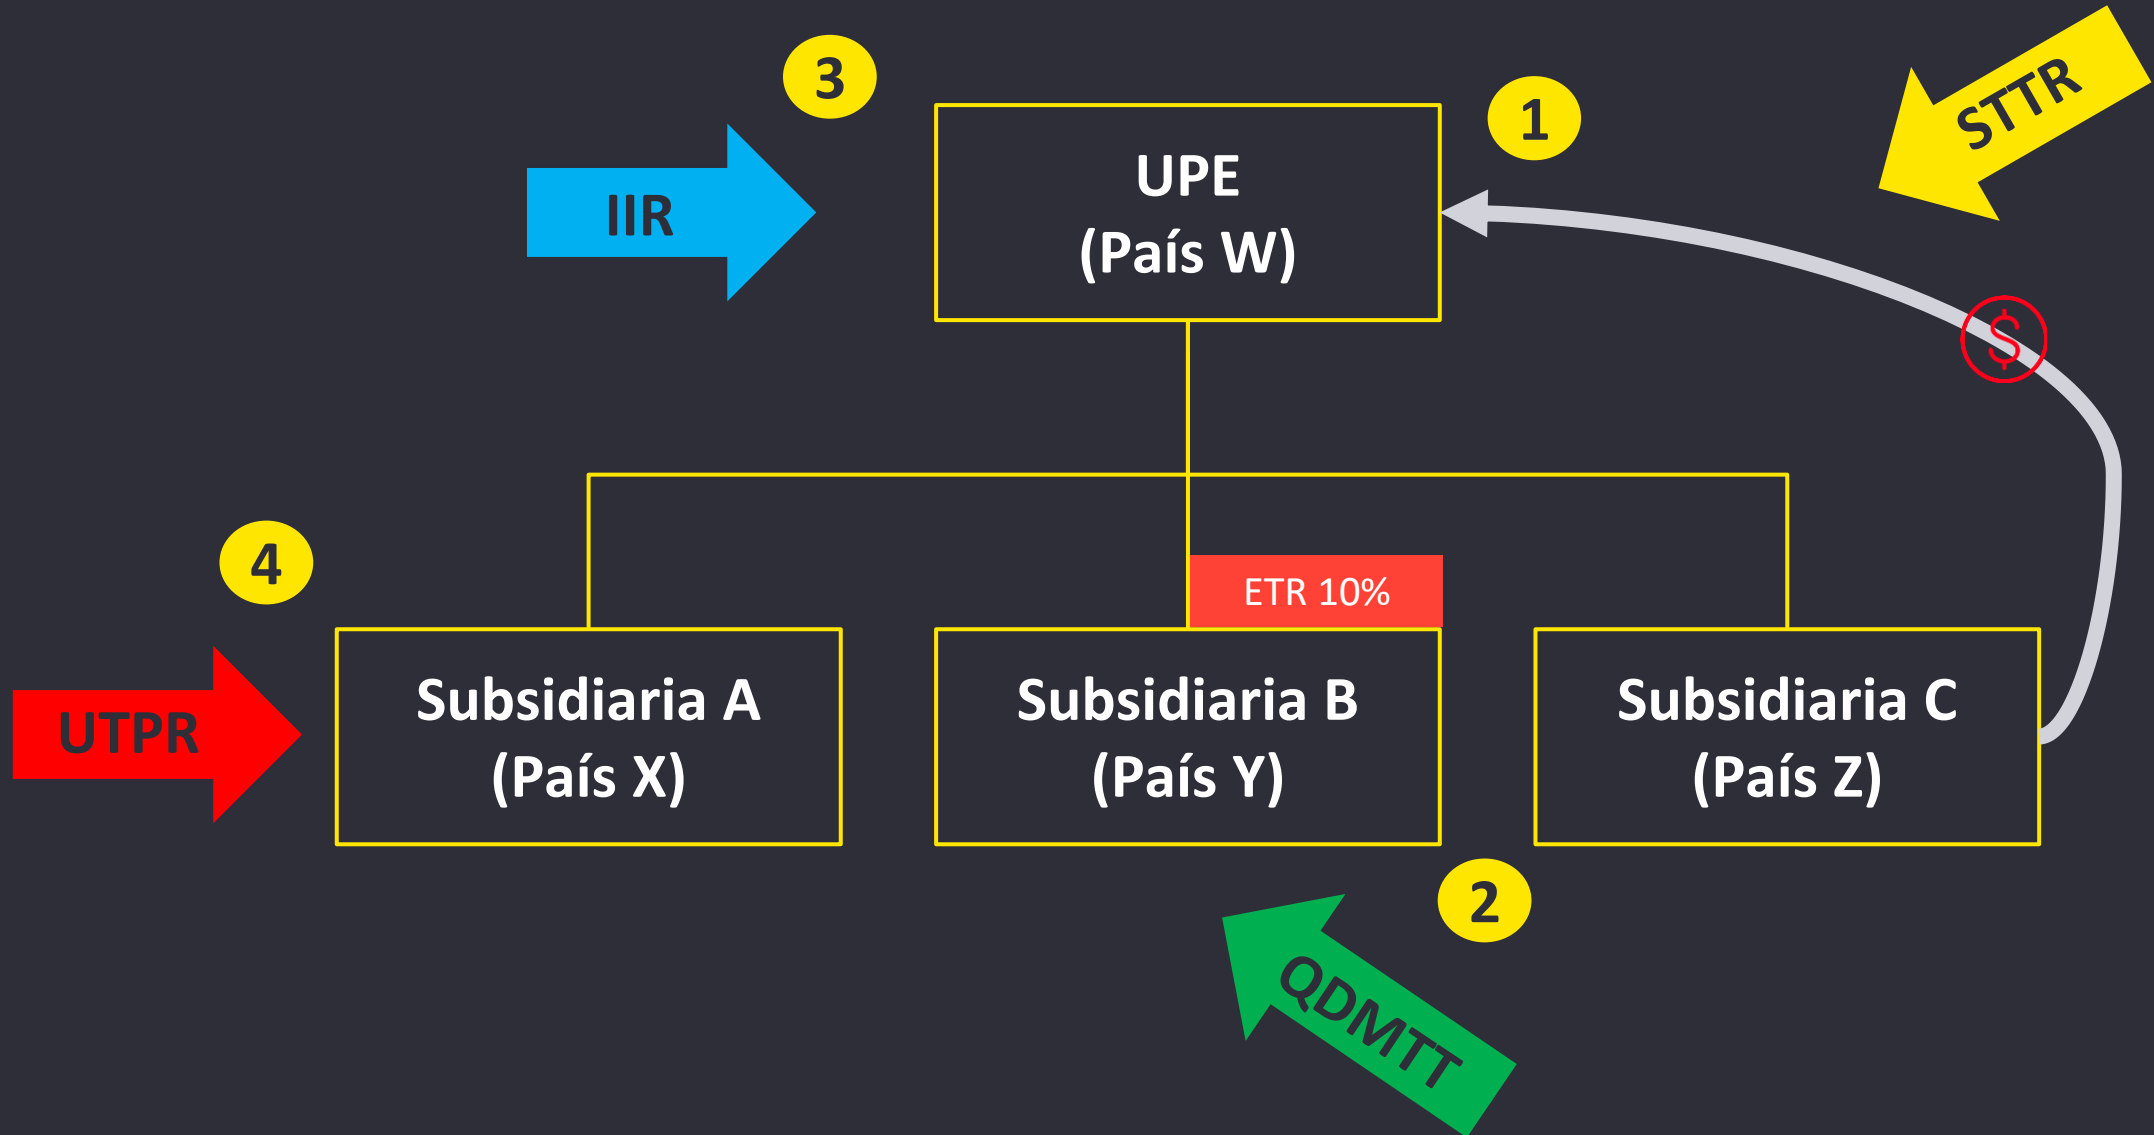 3
1
STTR
UPE
(País W)
IIR
$
4
ETR 10%
UTPR
Subsidiaria A
(País X)
Subsidiaria B
(País Y)
Subsidiaria C
(País Z)
2
QDMTT